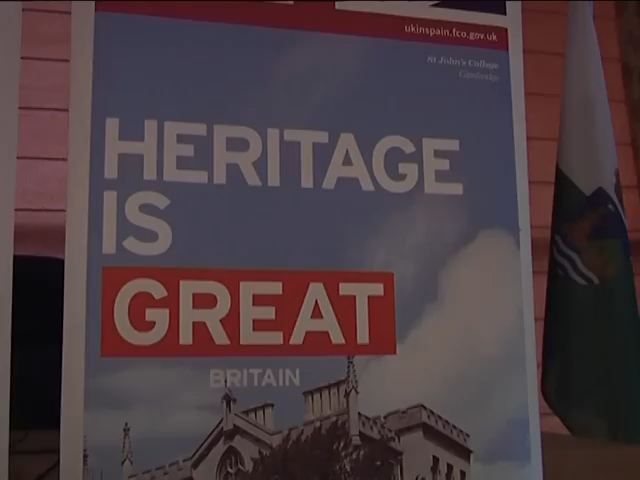 ukinspain.fco.gov.uk
St John's College
Cambridge
HERITAGE
IS
GREAT
BRITAIN